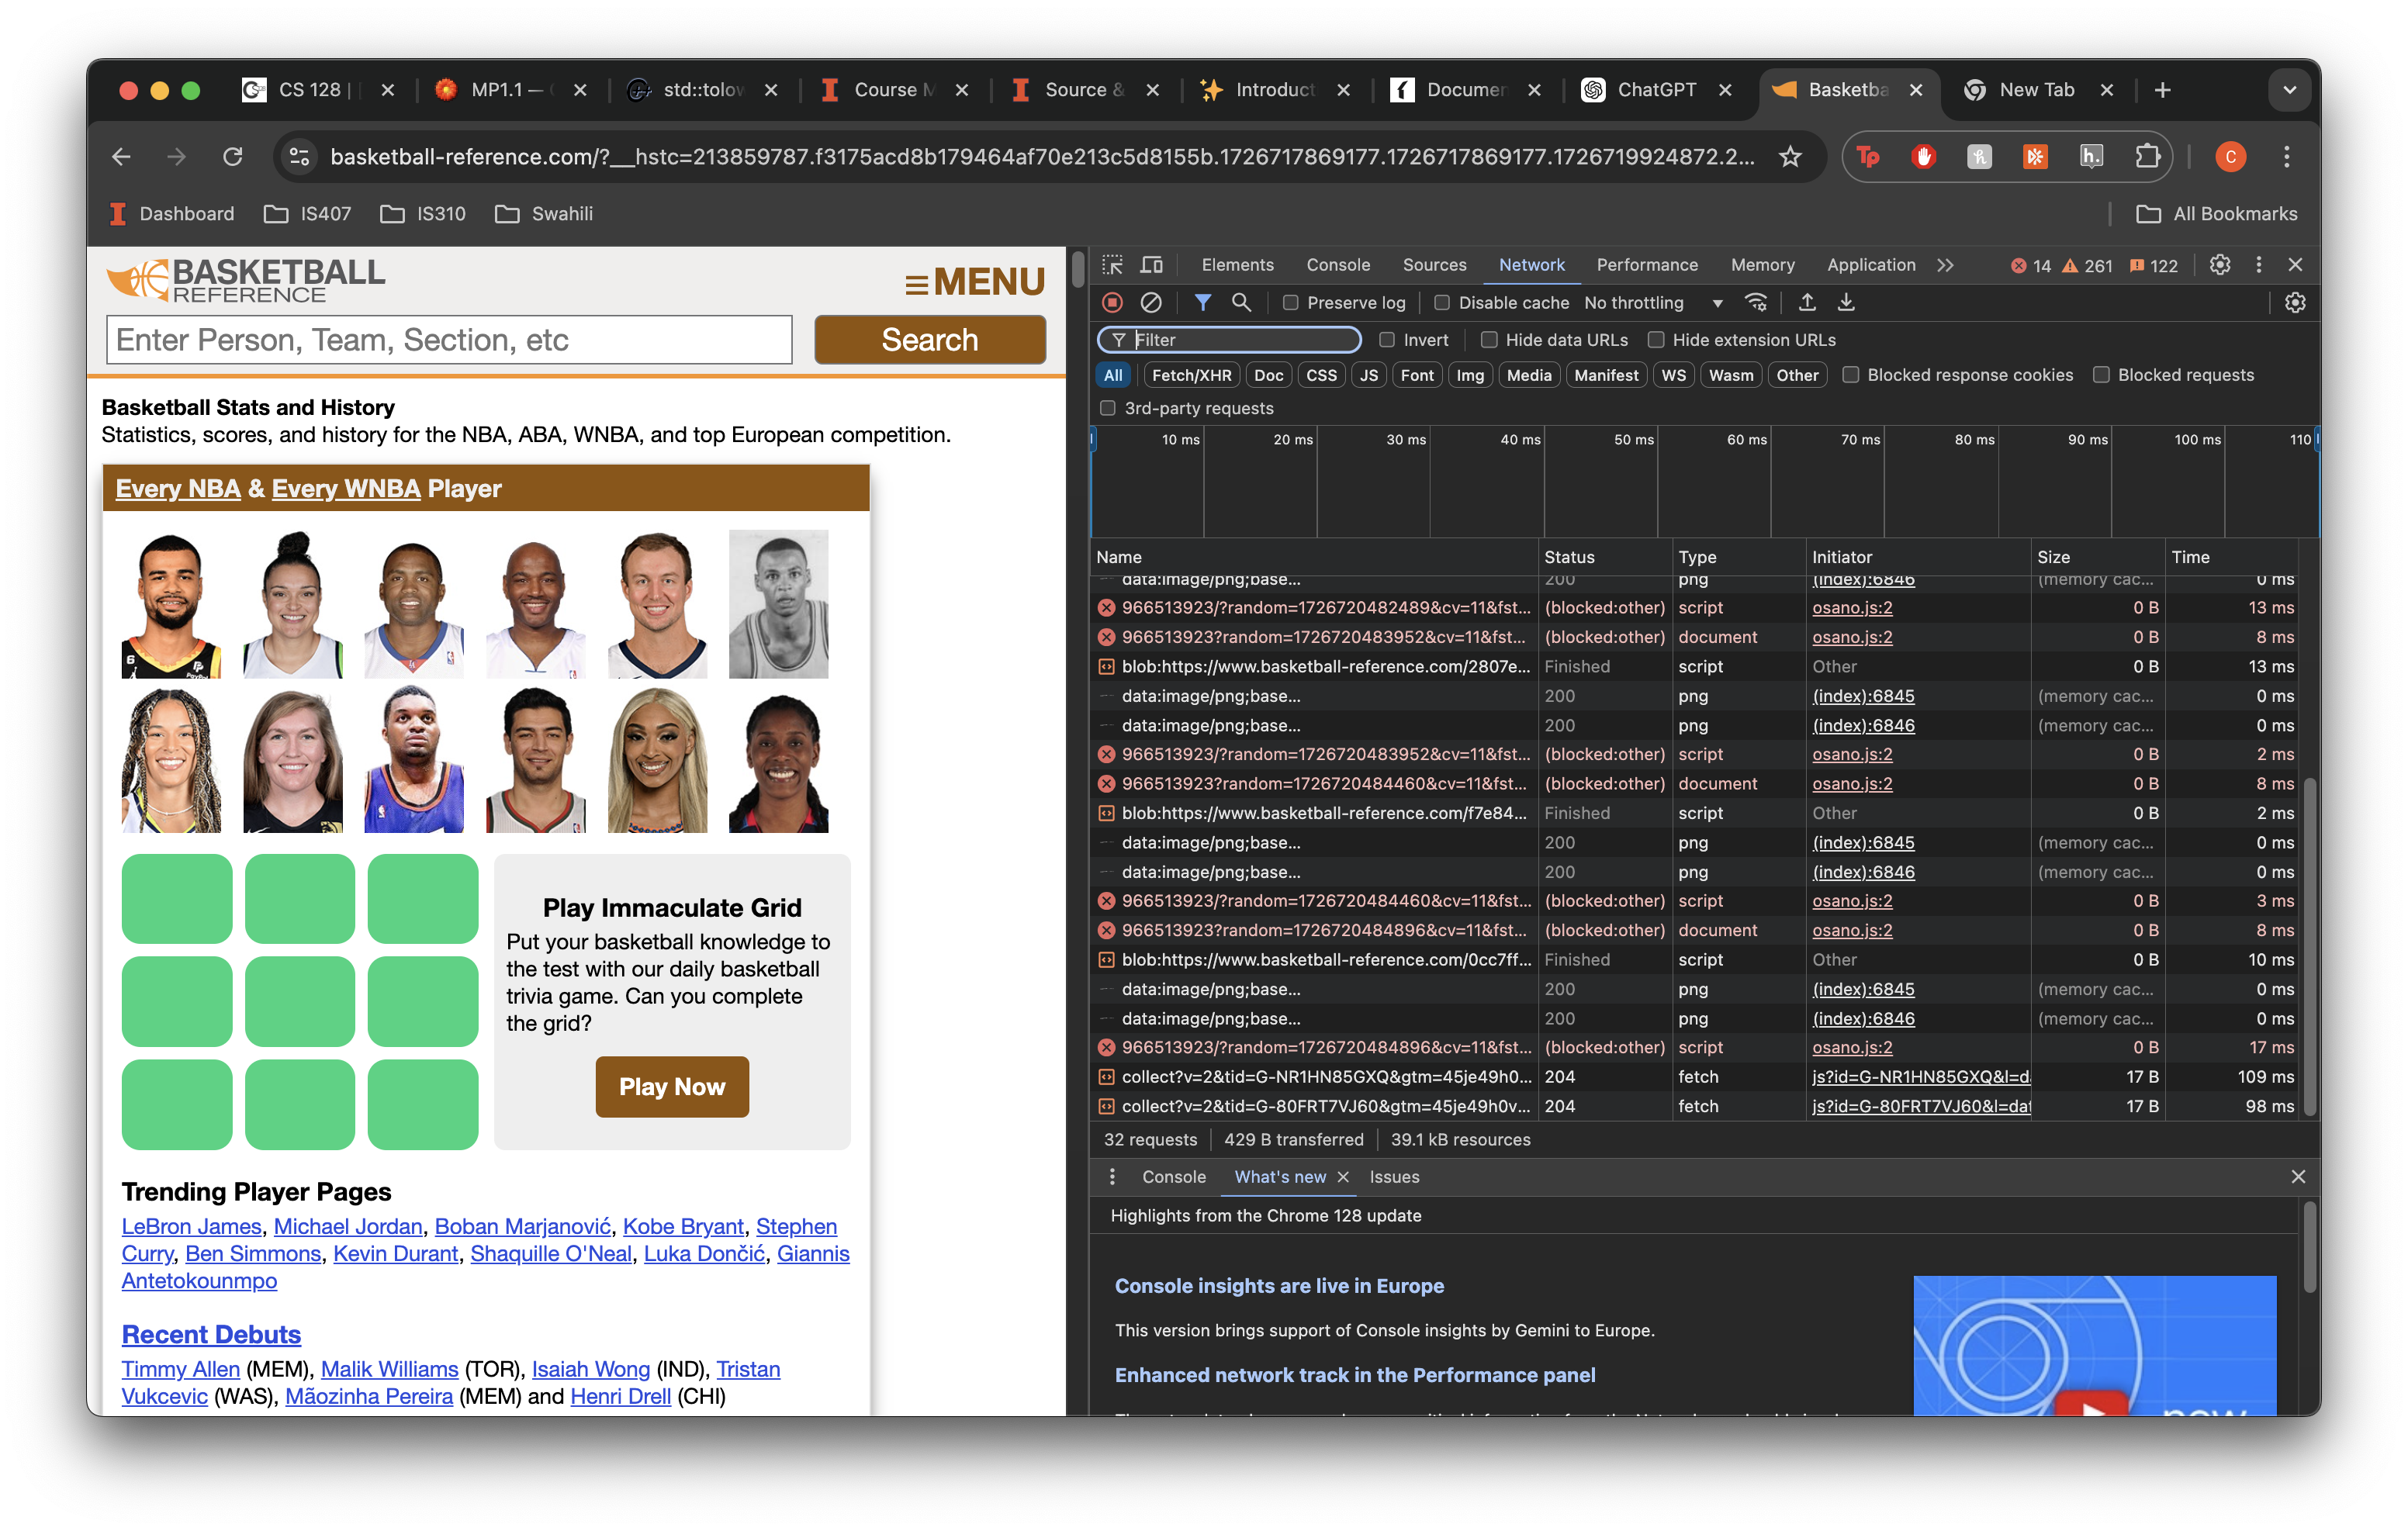 CS 128 |
MP1.1 —
std::tolow
Course M
Source &
Introduct
Documen
ChatGPT
Basketba
New Tab
basketball-reference.com/?__hstc=213859787.f3175acd8b179464af70e213c5d8155b.1726717869177.1726717869177.1726719924872.2...
Tp
h.
C
Dashboard
IS407
IS310
Swahili
All Bookmarks
BASKETBALL
REFERENCE
MENU
Enter Person, Team, Section, etc
Search
Basketball Stats and History
Statistics, scores, and history for the NBA, ABA, WNBA, and top European competition.
Every NBA & Every WNBA Player
Play Immaculate Grid
Put your basketball knowledge to
the test with our daily basketball
trivia game. Can you complete
the grid?
Play Now
Trending Player Pages
LeBron James, Michael Jordan, Boban Marjanović, Kobe Bryant, Stephen
Curry, Ben Simmons, Kevin Durant, Shaquille O'Neal, Luka Dončić, Giannis
Antetokounmpo
Recent Debuts
Timmy Allen (MEM), Malik Williams (TOR), Isaiah Wong (IND), Tristan
Vukcevic (WAS), Mãozinha Pereira (MEM) and Henri Drell (CHI)
Elements Console Sources Network Performance Memory Application 14 261 122
Preserve log Disable cache No throttling
Filter Invert Hide data URLs Hide extension URLs
All Fetch/XHR Doc CSS JS Font Img Media Manifest WS Wasm Other Blocked response cookies Blocked requests
3rd-party requests
10 ms 20 ms 30 ms 40 ms 50 ms 60 ms 70 ms 80 ms 90 ms 100 ms 110
Name Status Type Initiator Size Time
data:image/png;base... 200 png (index):6846 (memory cac... 0 ms
966513923/?random=1726720482489&cv=11&fst... (blocked:other) script osano.js:2 0 B 13 ms
966513923?random=1726720483952&cv=11&fst... (blocked:other) document osano.js:2 0 B 8 ms
blob:https://www.basketball-reference.com/2807e... Finished script Other 0 B 13 ms
data:image/png;base... 200 png (index):6845 (memory cac... 0 ms
data:image/png;base... 200 png (index):6846 (memory cac... 0 ms
966513923/?random=1726720483952&cv=11&fst... (blocked:other) script osano.js:2 0 B 2 ms
966513923?random=1726720484460&cv=11&fst... (blocked:other) document osano.js:2 0 B 8 ms
blob:https://www.basketball-reference.com/f7e84... Finished script Other 0 B 2 ms
data:image/png;base... 200 png (index):6845 (memory cac... 0 ms
data:image/png;base... 200 png (index):6846 (memory cac... 0 ms
966513923/?random=1726720484460&cv=11&fst... (blocked:other) script osano.js:2 0 B 3 ms
966513923?random=1726720484896&cv=11&fst... (blocked:other) document osano.js:2 0 B 8 ms
blob:https://www.basketball-reference.com/0cc7ff... Finished script Other 0 B 10 ms
data:image/png;base... 200 png (index):6845 (memory cac... 0 ms
data:image/png;base... 200 png (index):6846 (memory cac... 0 ms
966513923/?random=1726720484896&cv=11&fst... (blocked:other) script osano.js:2 0 B 17 ms
collect?v=2&tid=G-NR1HN85GXQ&gtm=45je49h0... 204 fetch js?id=G-NR1HN85GXQ&l=da 17 B 109 ms
collect?v=2&tid=G-80FRT7VJ60&gtm=45je49h0v... 204 fetch js?id=G-80FRT7VJ60&l=dat 17 B 98 ms
32 requests 429 B transferred 39.1 kB resources
Console What's new Issues
Highlights from the Chrome 128 update
Console insights are live in Europe
This version brings support of Console insights by Gemini to Europe.
Enhanced network track in the Performance panel
new